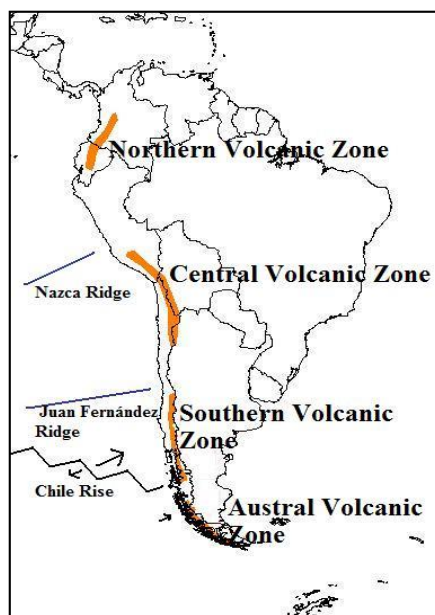 Northern Volcanic Zone
Central Volcanic Zone
Nazca Ridge
Juan Fernández
Ridge
Southern Volcanic
Zone
Chile Rise
Austral Volcanic
Zone